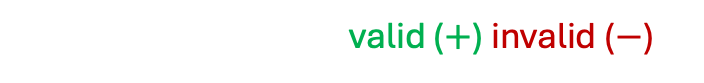 valid (+) invalid (−)